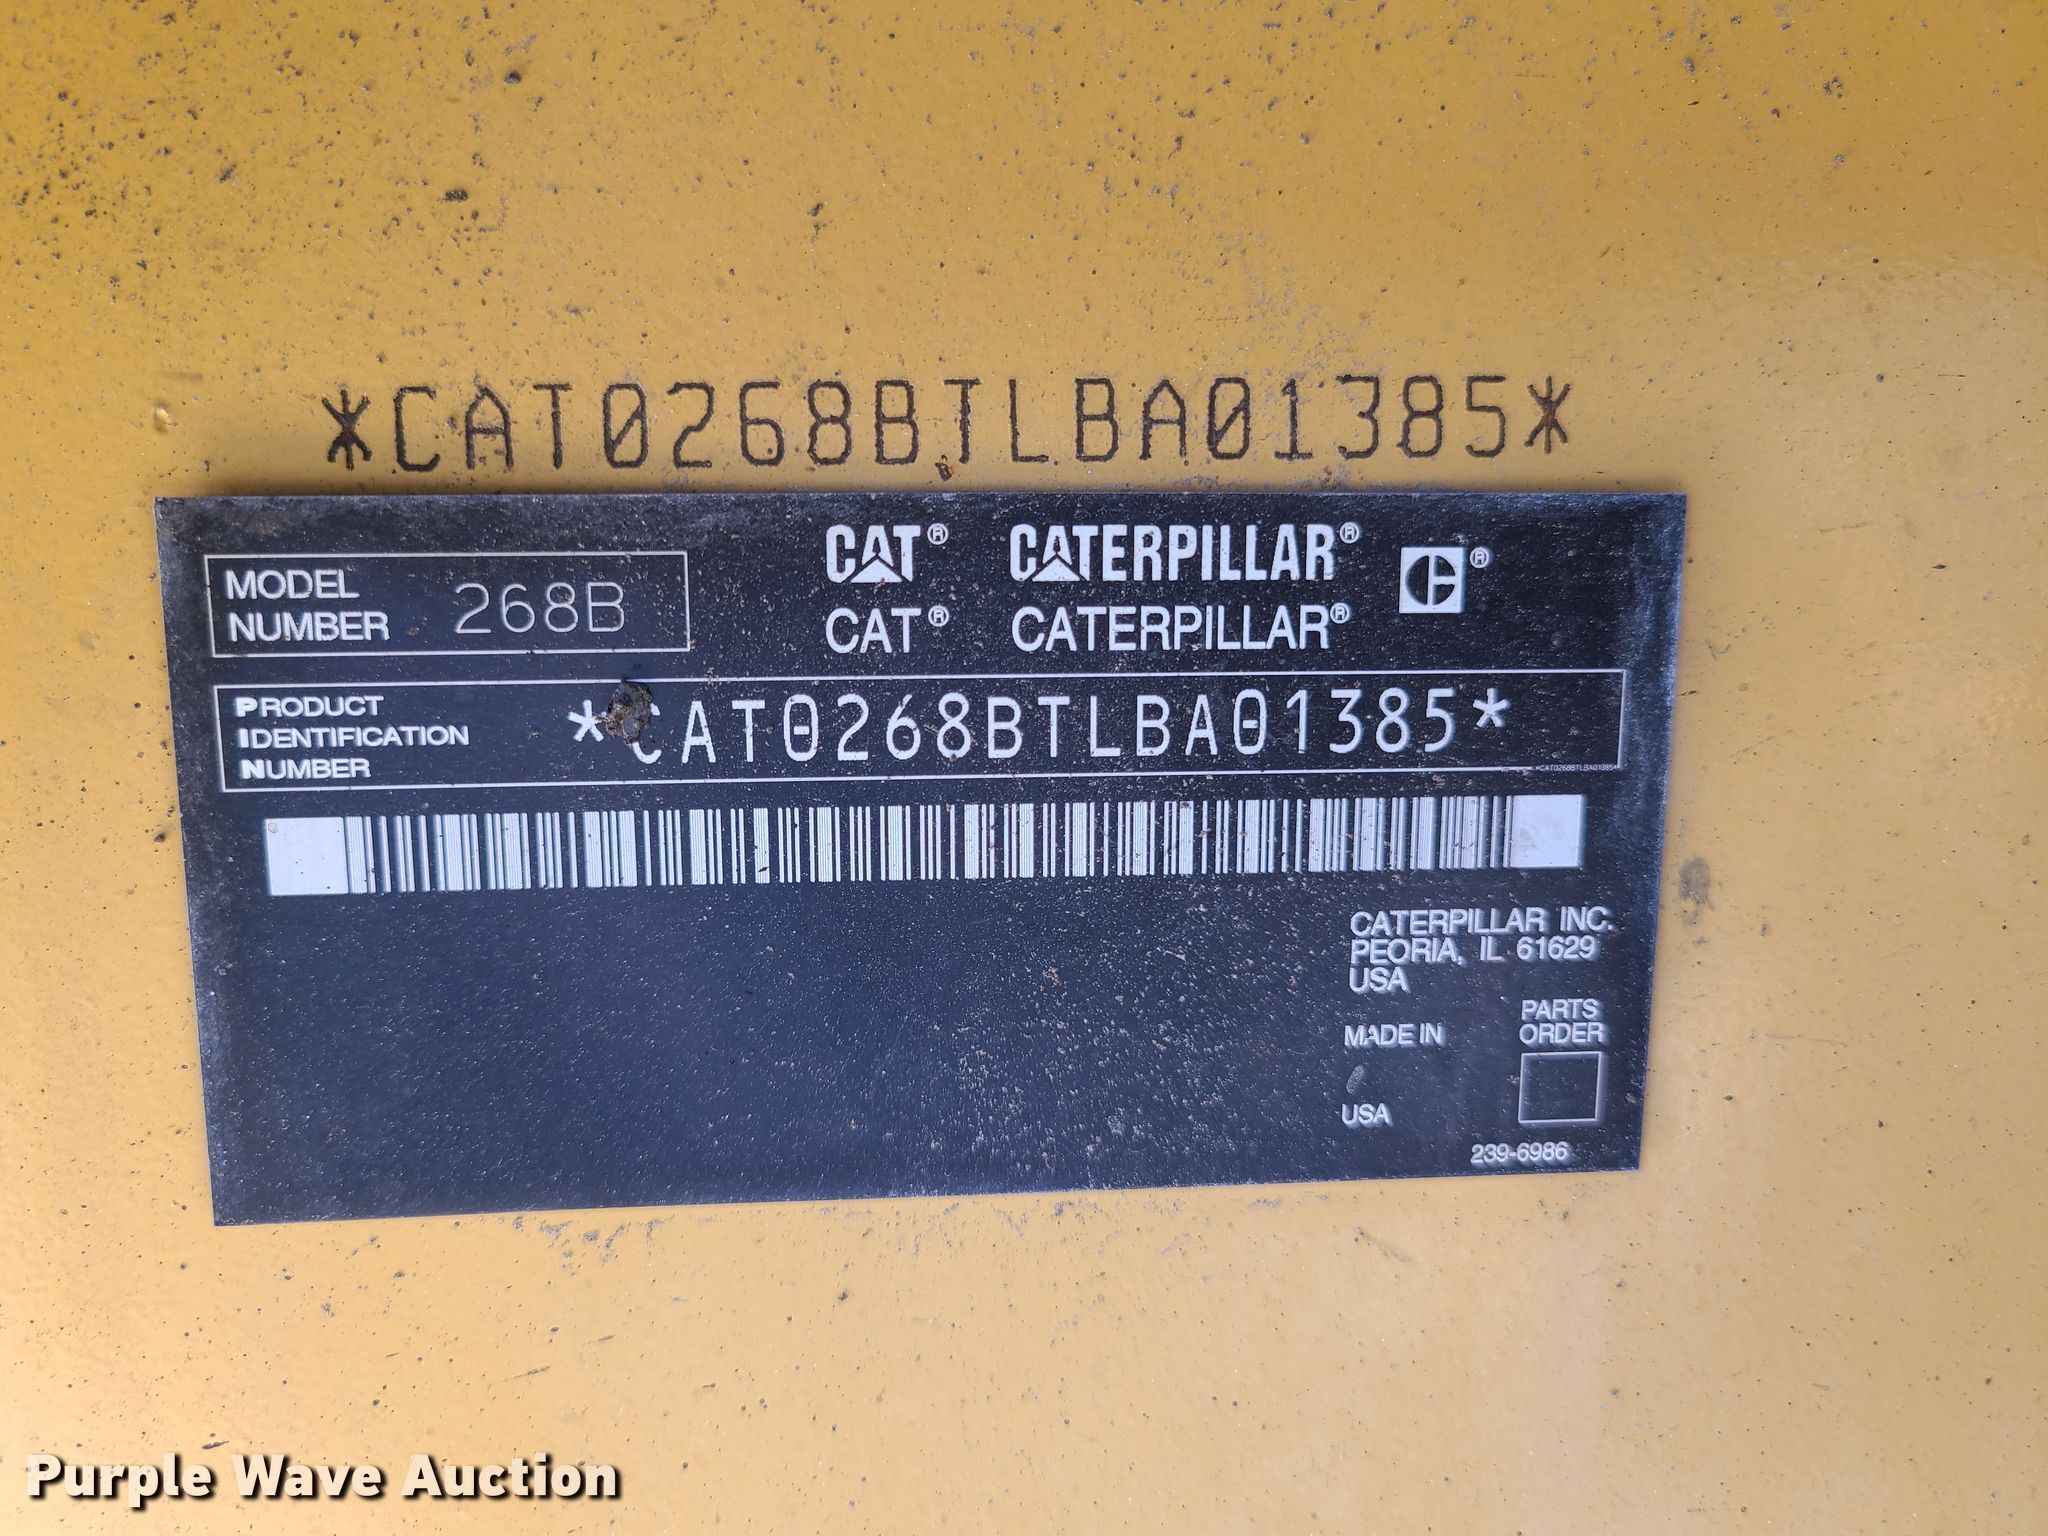 *CAT0268BTLBA01385*
CAT® CATERPILLAR®
MODEL NUMBER 268B
CAT® CATERPILLAR®
PRODUCT IDENTIFICATION NUMBER *CAT0268BTLBA01385*
*CAT0268BTLBA01385*
CATERPILLAR INC.
PEORIA, IL 61629
USA
MADE IN
USA
PARTS
ORDER
239-6986
Purple Wave Auction